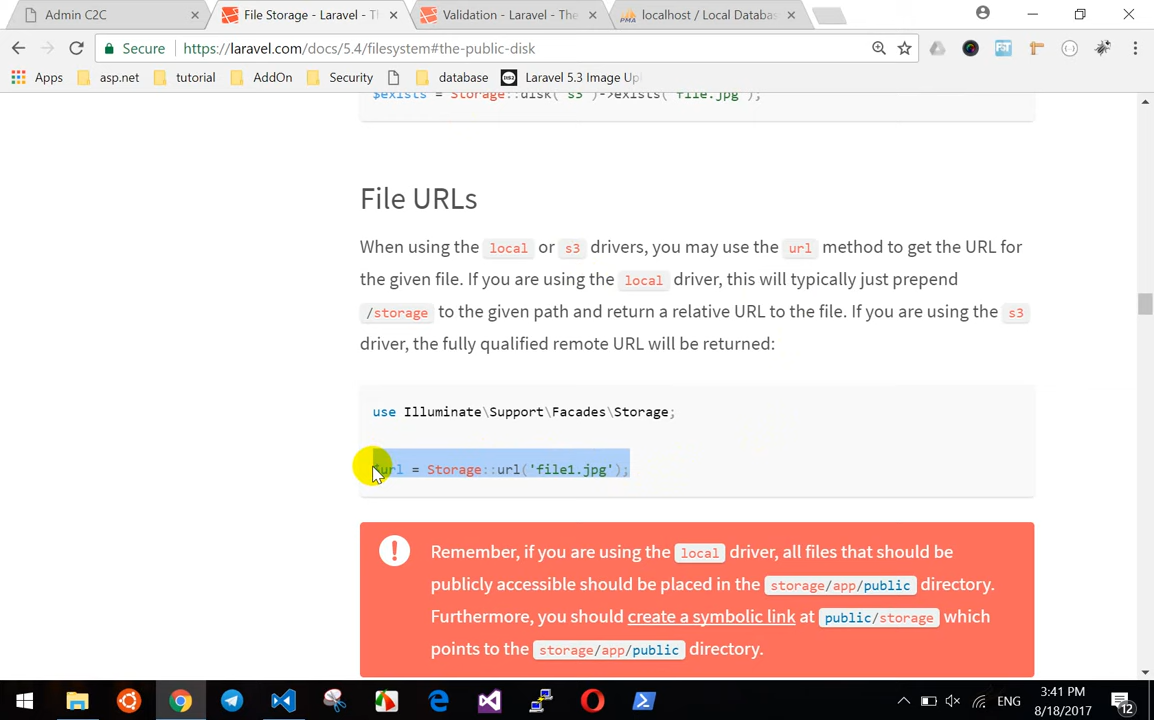 Admin C2C
File Storage - Laravel - Th
Validation - Laravel - The
localhost / Local Databas
Secure
https://laravel.com/docs/5.4/filesystem#the-public-disk
Apps
asp.net
tutorial
AddOn
Security
database
Laravel 5.3 Image Up
$exists = Storage::disk('s3')->exists('file.jpg');
File URLs
When using the local or s3 drivers, you may use the url method to get the URL for
the given file. If you are using the local driver, this will typically just prepend
/storage to the given path and return a relative URL to the file. If you are using the s3
driver, the fully qualified remote URL will be returned:
use Illuminate\Support\Facades\Storage;
$url = Storage::url('file1.jpg');
Remember, if you are using the local driver, all files that should be
publicly accessible should be placed in the storage/app/public directory.
Furthermore, you should create a symbolic link at public/storage which
points to the storage/app/public directory.
ENG
3:41 PM
8/18/2017
12